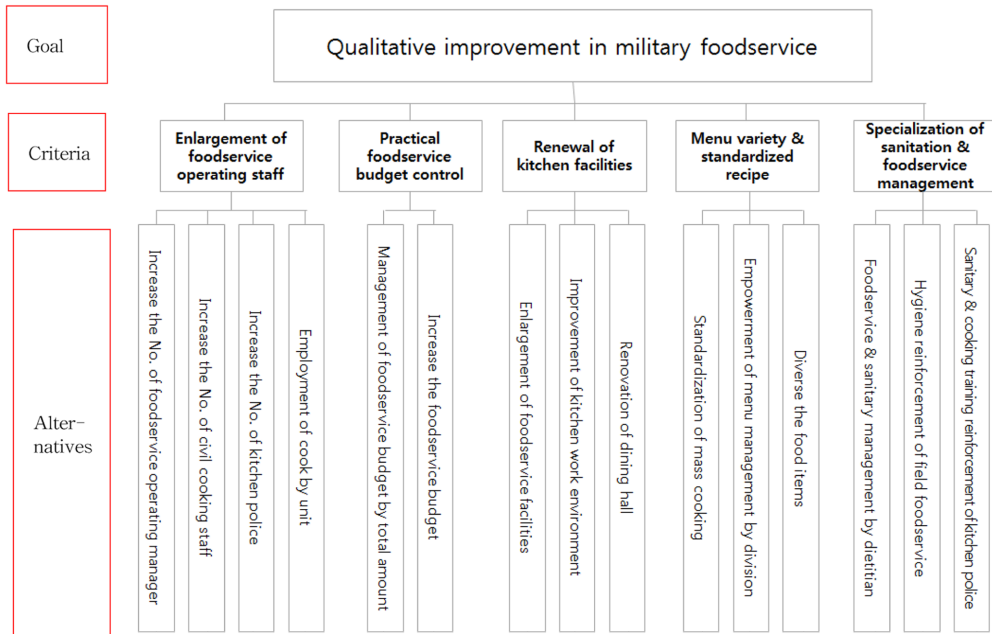 Goal
Qualitative improvement in military foodservice
Criteria
Enlargement of
foodservice
operating staff
Practical
foodservice
budget control
Renewal of
kitchen facilities
Menu variety &
standardized
recipe
Specialization of
sanitation &
foodservice
management
Alter-
natives
Increase the No. of foodservice operating manager
Increase the No. of civil cooking staff
Increase the No. of kitchen police
Employment of cook by unit
Management of foodservice budget by total amount
Increase the foodservice budget
Enlargement of foodservice facilities
Improvement of kitchen work environment
Renovation of dining hall
Standardization of mass cooking
Empowerment of menu management by division
Diverse the food items
Foodservice & sanitary management by dietitian
Hygiene reinforcement of field foodservice
Sanitary & cooking training reinforcement of kitchen police